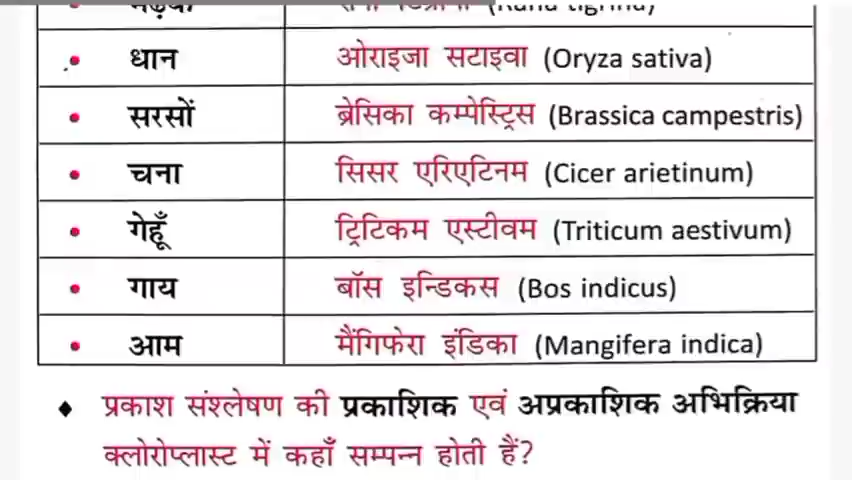 • धान ओराइजा सटाइवा (Oryza sativa)
• सरसों ब्रेसिका कम्पेस्ट्रिस (Brassica campestris)
• चना सिसर एरिएटिनम (Cicer arietinum)
• गेहूँ ट्रिटिकम एस्टीवम (Triticum aestivum)
• गाय बॉस इन्डिकस (Bos indicus)
• आम मैंगिफेरा इंडिका (Mangifera indica)
♦ प्रकाश संश्लेषण की प्रकाशिक एवं अप्रकाशिक अभिक्रिया
क्लोरोप्लास्ट में कहाँ सम्पन्न होती हैं?